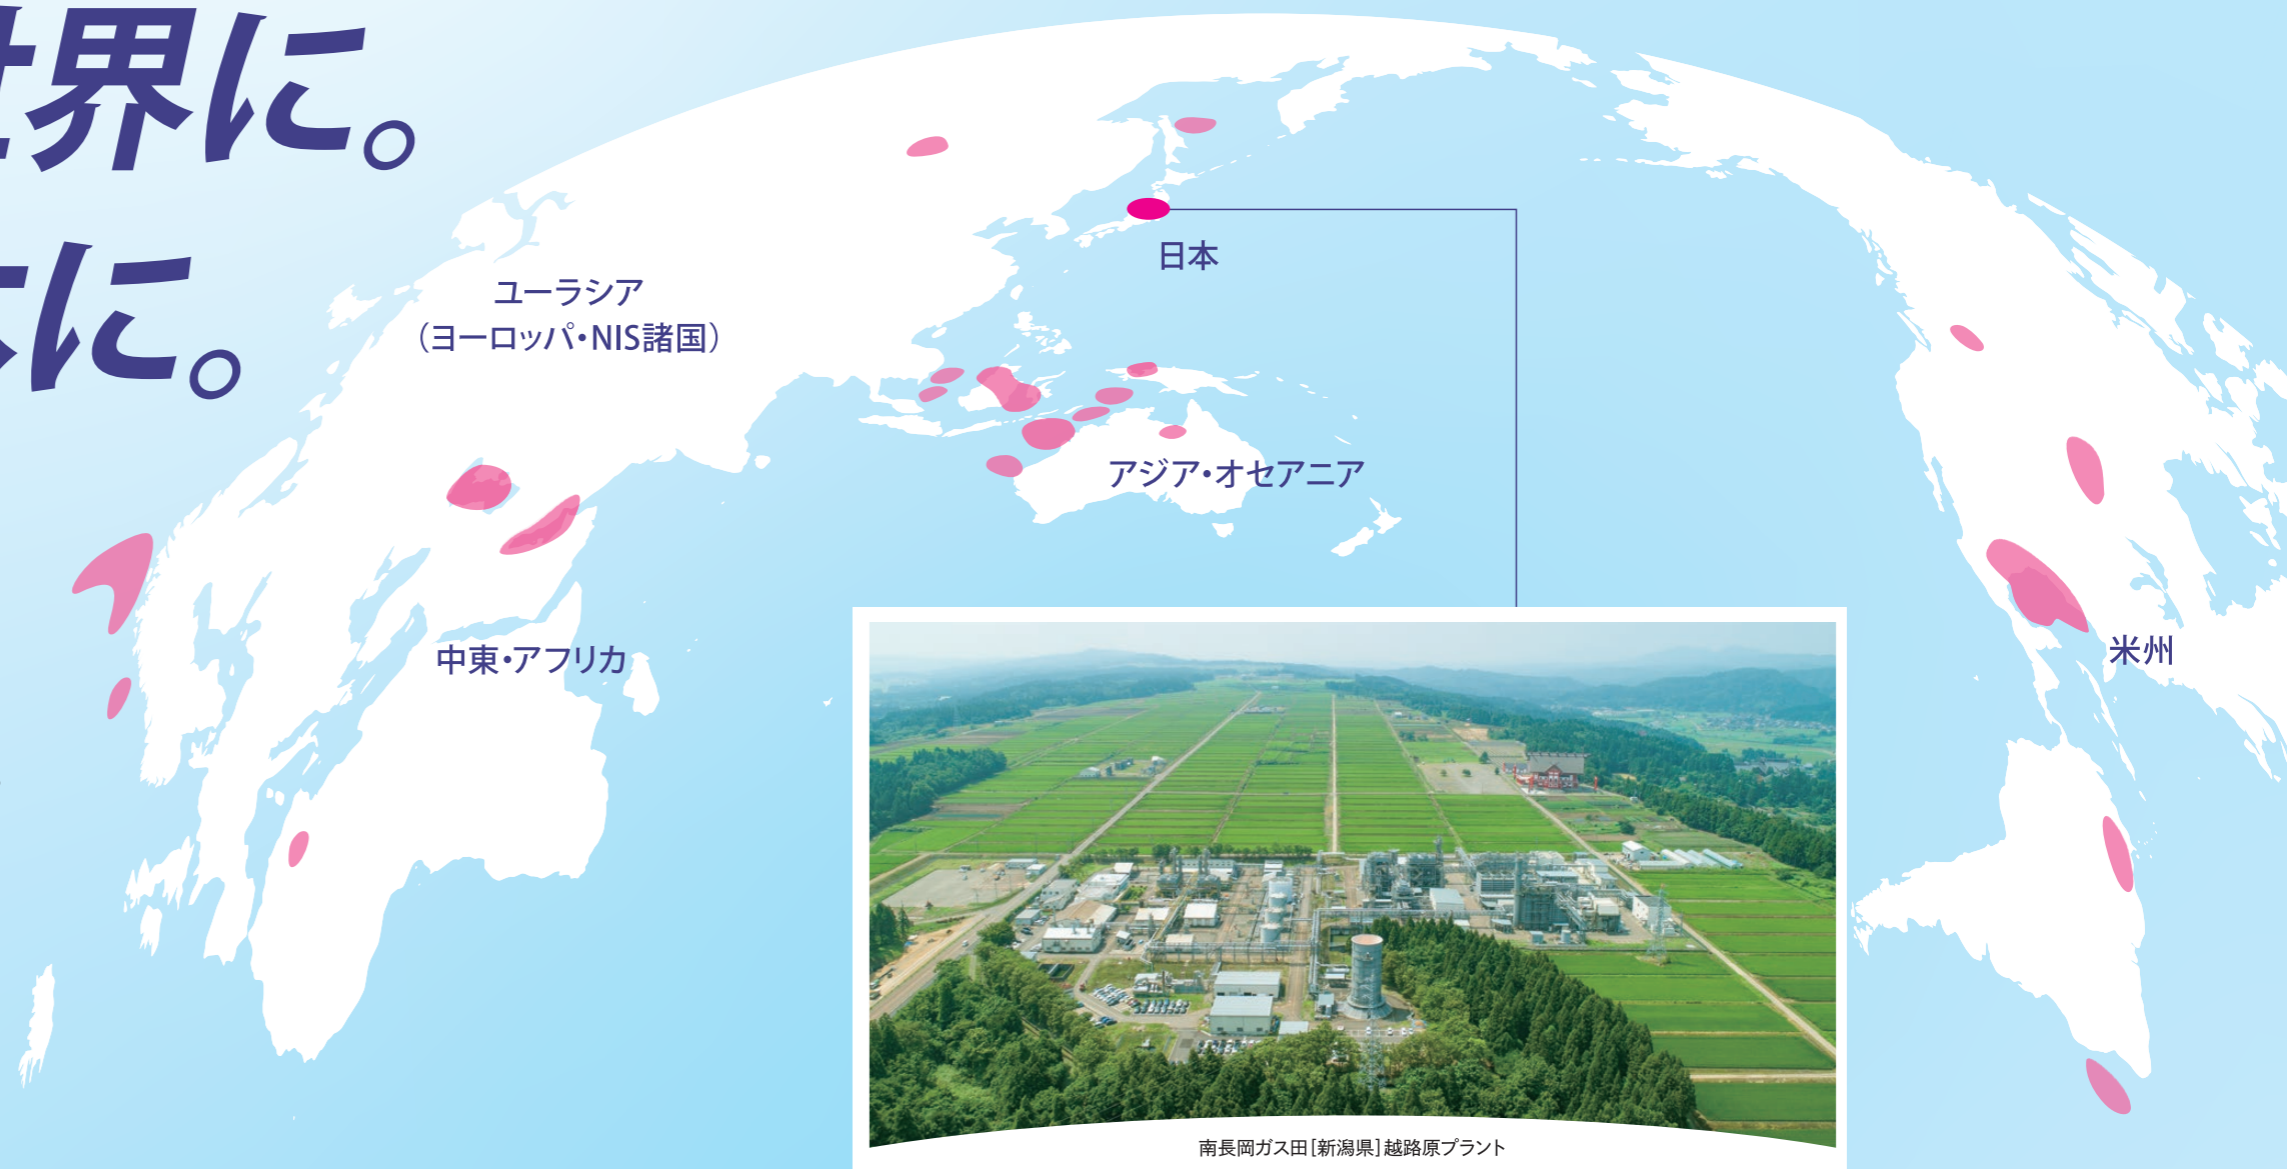 世界に。
に。
日本
ユーラシア
（ヨーロッパ・NIS諸国）
アジア・オセアニア
中東・アフリカ
米州
南長岡ガス田［新潟県］越路原プラント